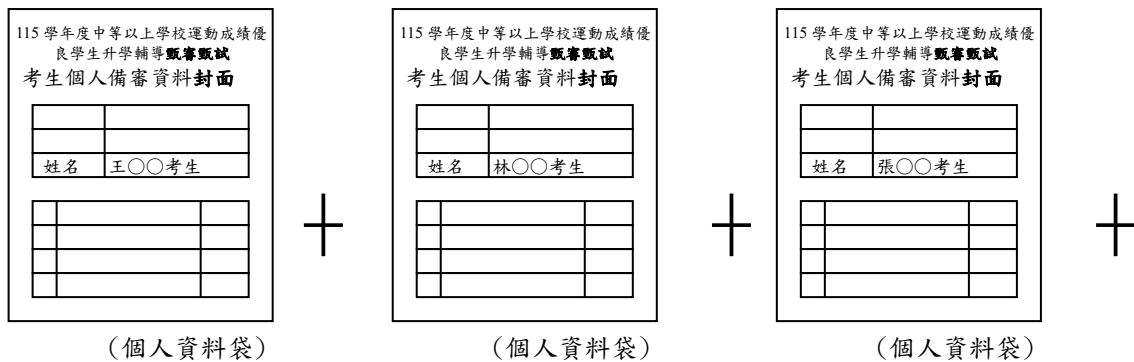 115 學年度中等以上學校運動成績優
良學生升學輔導甄審甄試
考生個人備審資料封面
姓名 王○○考生
(個人資料袋)
+
115 學年度中等以上學校運動成績優
良學生升學輔導甄審甄試
考生個人備審資料封面
姓名 林○○考生
(個人資料袋)
+
115 學年度中等以上學校運動成績優
良學生升學輔導甄審甄試
考生個人備審資料封面
姓名 張○○考生
(個人資料袋)
+